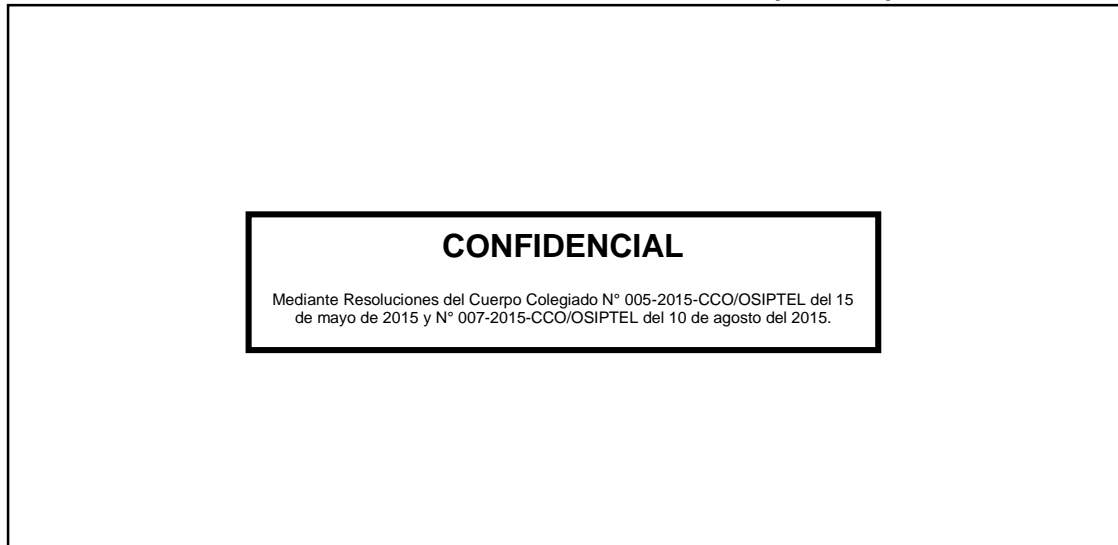 CONFIDENCIAL
Mediante Resoluciones del Cuerpo Colegiado N° 005-2015-CCO/OSIPTEL del 15
de mayo de 2015 y N° 007-2015-CCO/OSIPTEL del 10 de agosto del 2015.